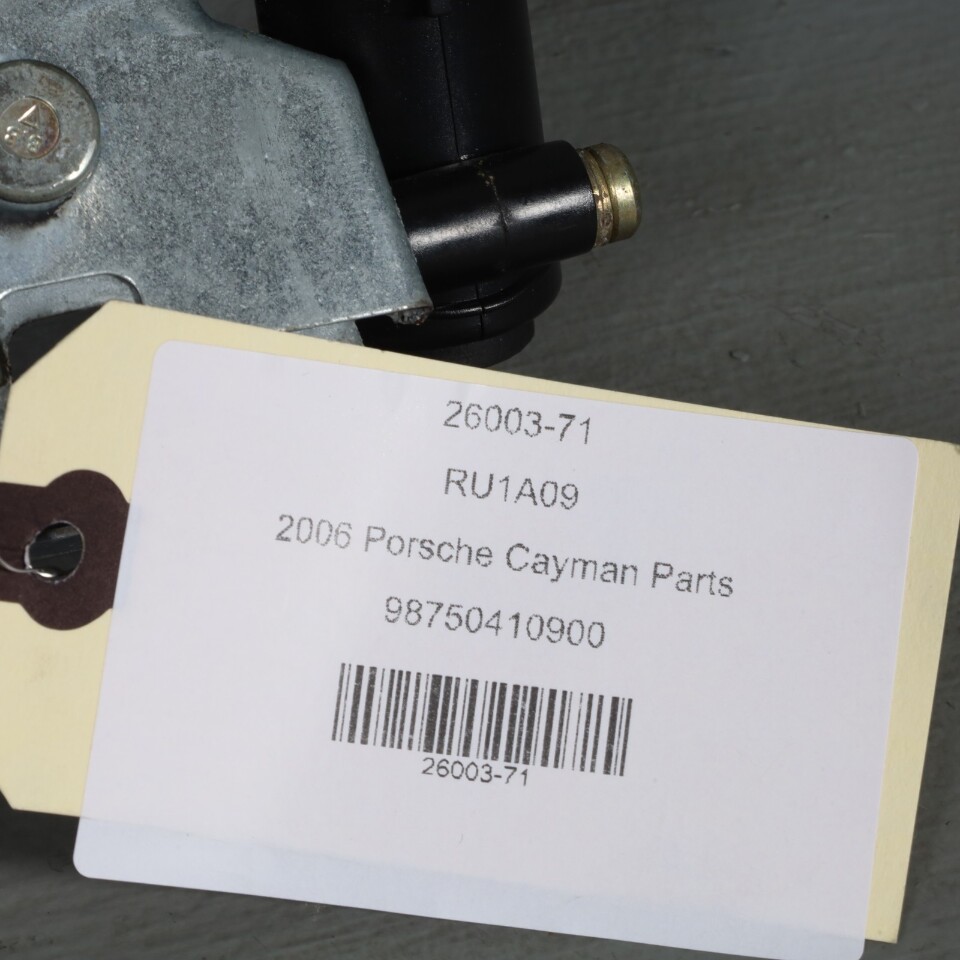 26003-71
RU1A09
2006 Porsche Cayman Parts
98750410900
26003-71